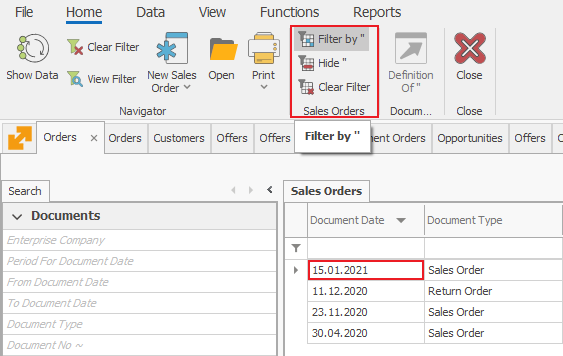 File Home Data View Functions Reports
Show Data
Clear Filter
View Filter
New Sales
Order
Open
Print
Navigator
Filter by "
Hide "
Clear Filter
Sales Orders
Definition
Of "
Docum...
Close
Close
Orders × Orders Customers Offers Offers ment Orders Opportunities Offers
Filter by "
Search
Documents
Enterprise Company
Period For Document Date
From Document Date
To Document Date
Document Type
Document No ~
Sales Orders
Document Date Document Type
15.01.2021 Sales Order
11.12.2020 Return Order
23.11.2020 Sales Order
30.04.2020 Sales Order